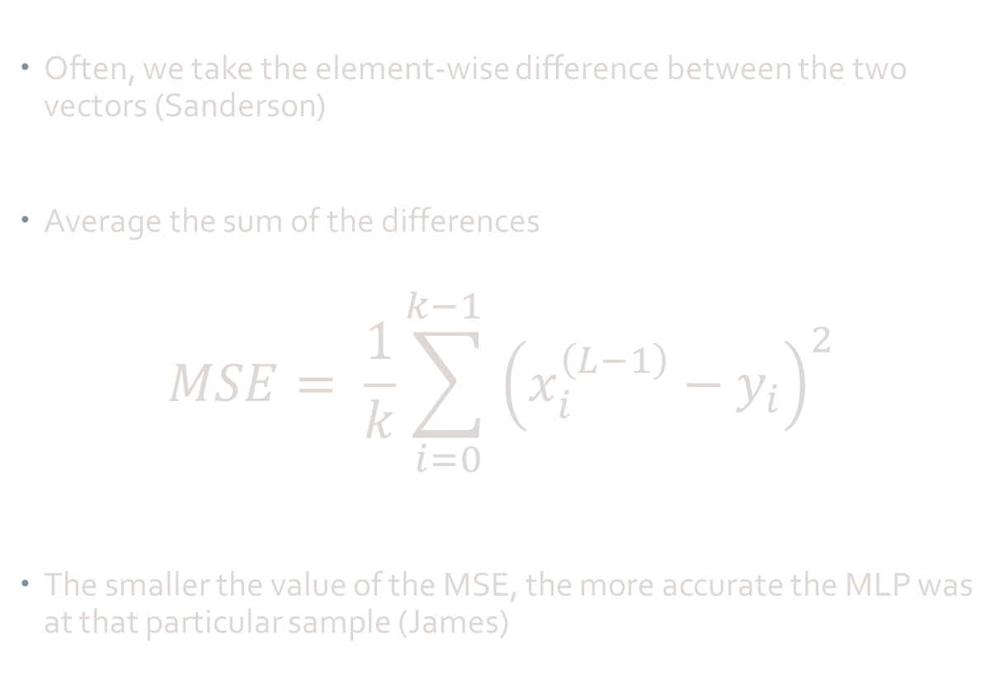 • Often, we take the element-wise difference between the two
vectors (Sanderson)
• Average the sum of the differences
$MSE = \frac{1}{k} \sum_{i=0}^{k-1} \left( x_i^{(L-1)} - y_i \right)^2$
• The smaller the value of the MSE, the more accurate the MLP was
at that particular sample (James)